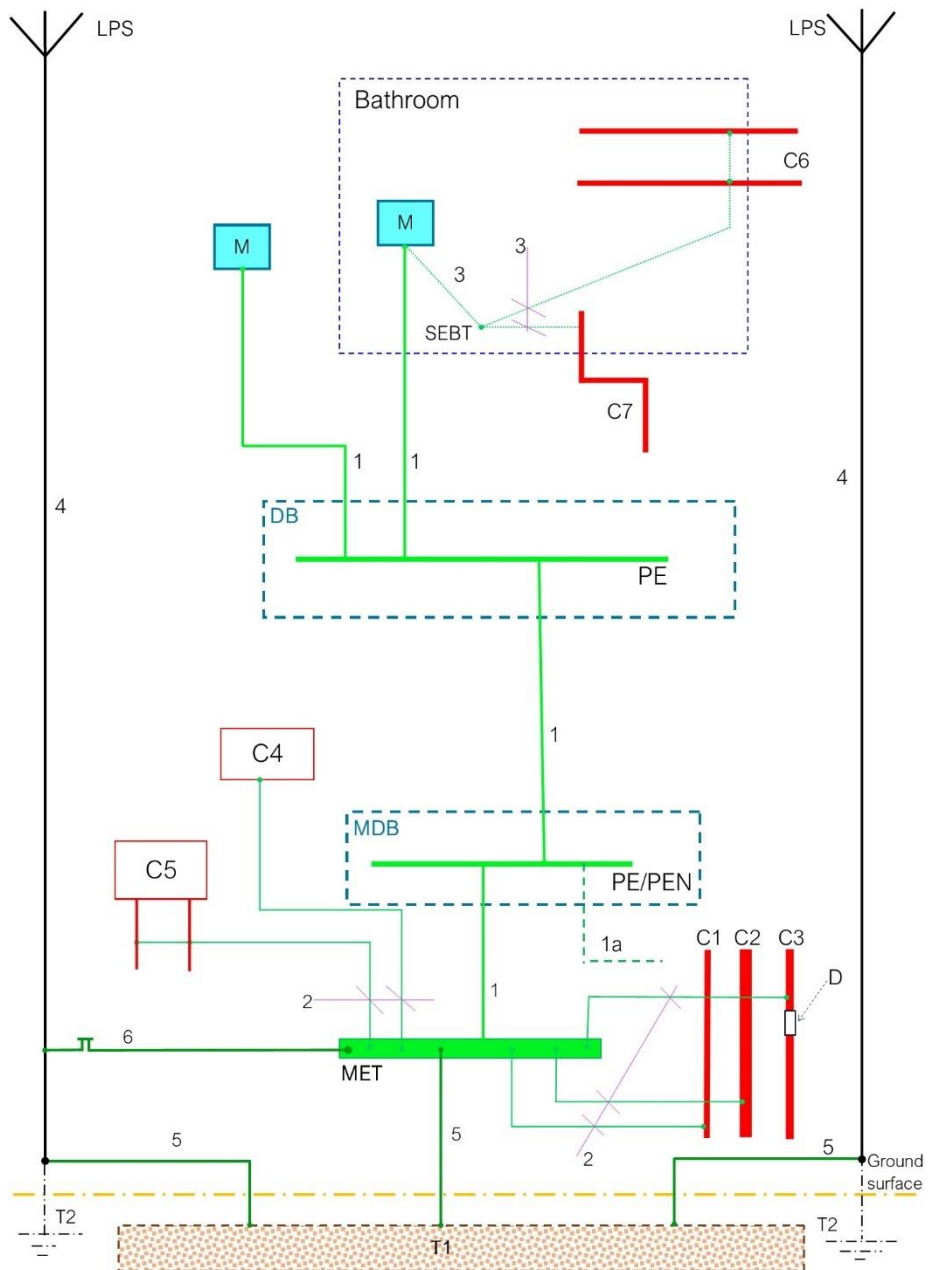 LPS
LPS
Bathroom
C6
M
M
3
3
SEBT
C7
1
1
4
4
DB
PE
1
C4
MDB
C5
PE/PEN
1a
C1
C2
C3
D
2
1
6
MET
5
5
2
5
Ground
surface
T2
T2
T1